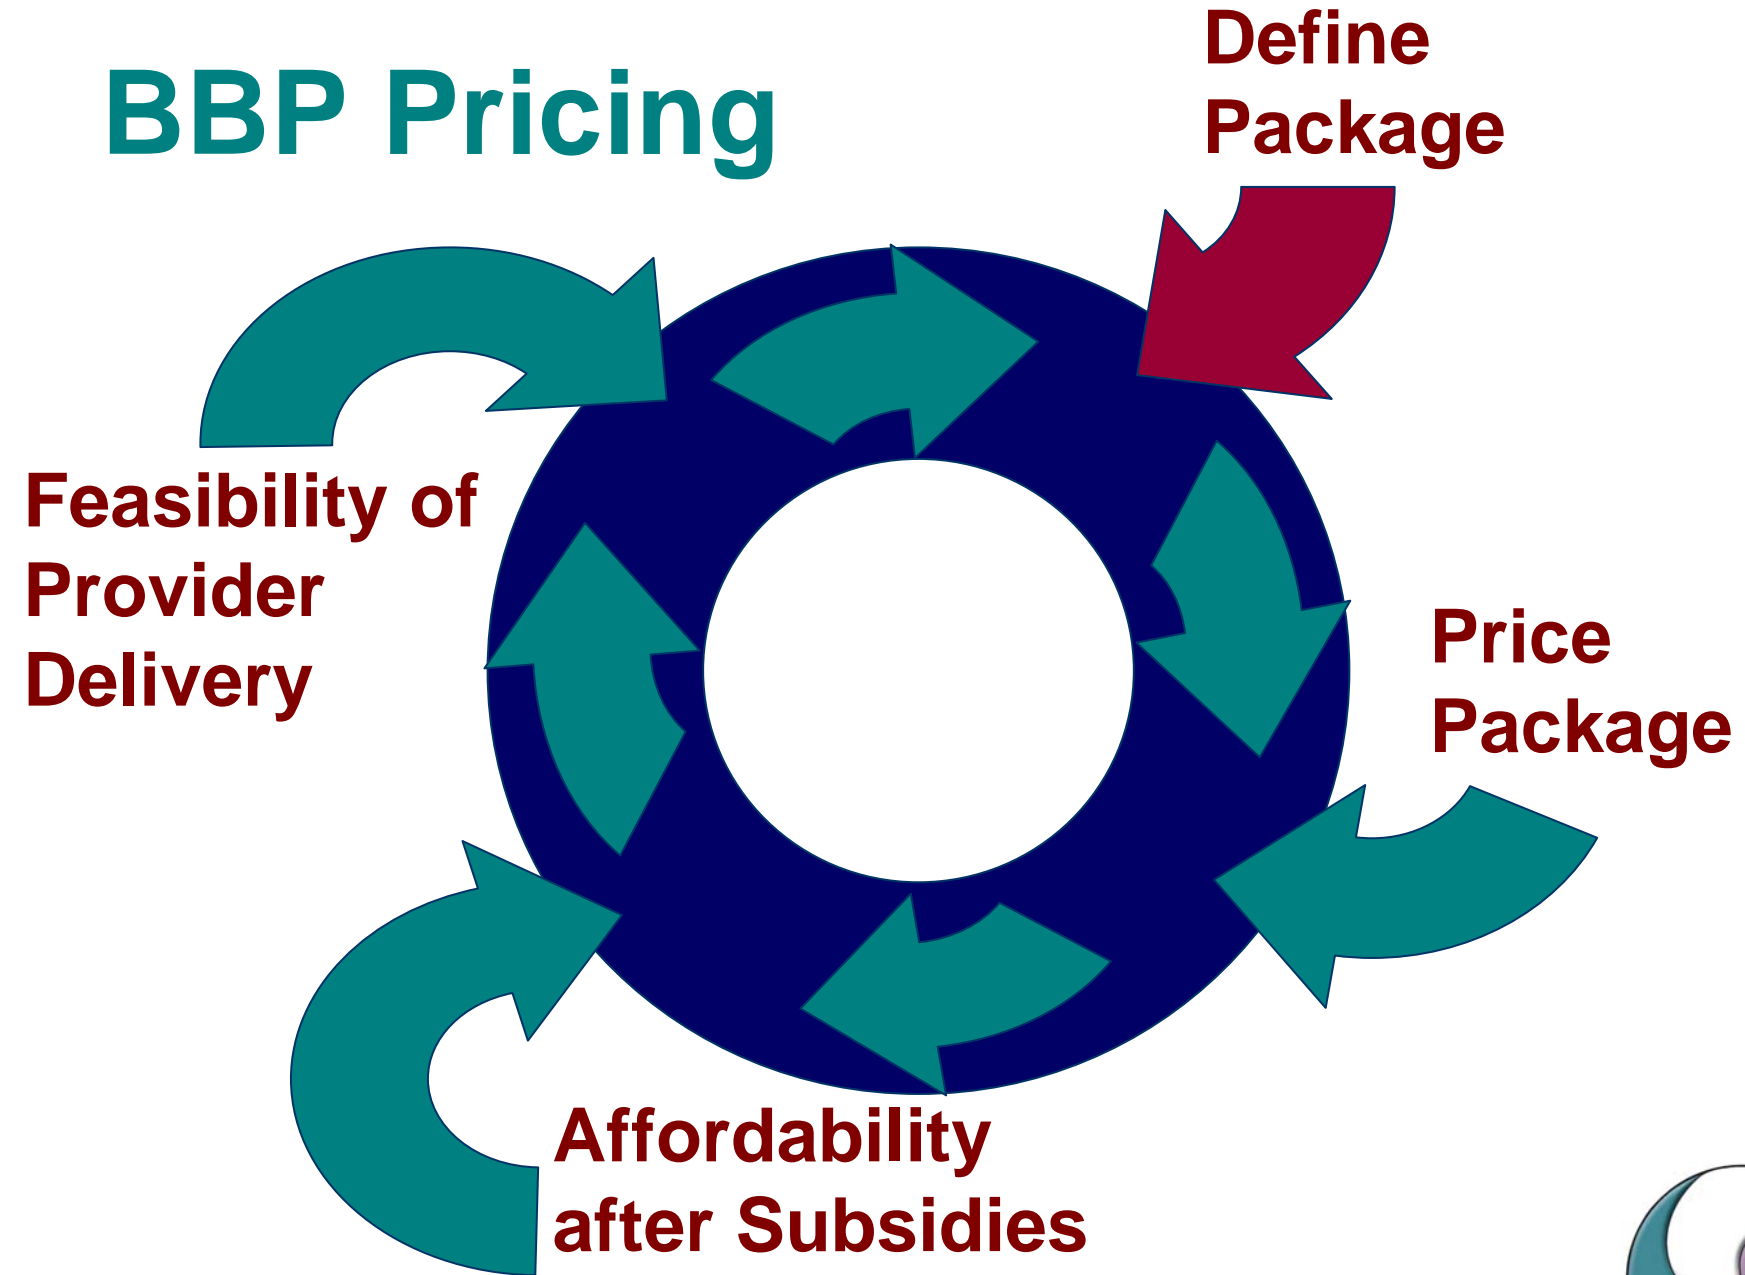 BBP Pricing
Define
Package
Feasibility of
Provider
Delivery
Price
Package
Affordability
after Subsidies